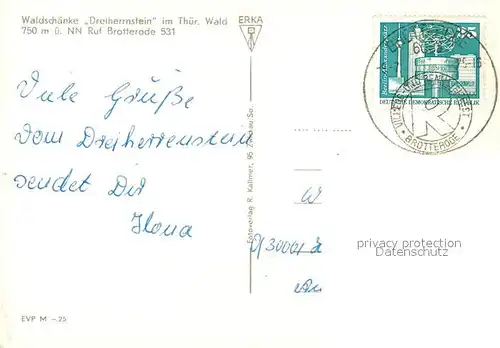 Waldschänke „Dreiherrnstein" im Thür. Wald
750 m ü. NN Ruf Brotterode 531
ERKA
25
DEUTSCHE DEMOKRATISCHE REPUBLIK
BROTTERODE
Viele Grüße
vom Dreiherrenstein
sendet Dir
Ilona
Fotoverlag R. Kallmer, 95 Zwickau Sa.
W
privacy protection
Datenschutz
EVP M –.25